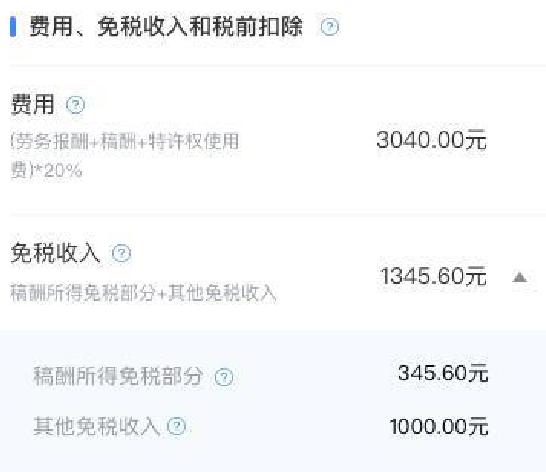 费用、免税收入和税前扣除 ?
费用 ?
(劳务报酬+稿酬+特许权使用
费)*20%
3040.00元
免税收入 ?
稿酬所得免税部分+其他免税收入
1345.60元
稿酬所得免税部分 ? 345.60元
其他免税收入 ? 1000.00元